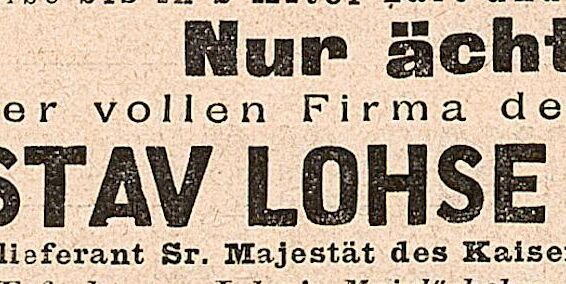 Nur ächt
er vollen Firma de
STAV LOHSE
lieferant Sr. Majestät des Kaise